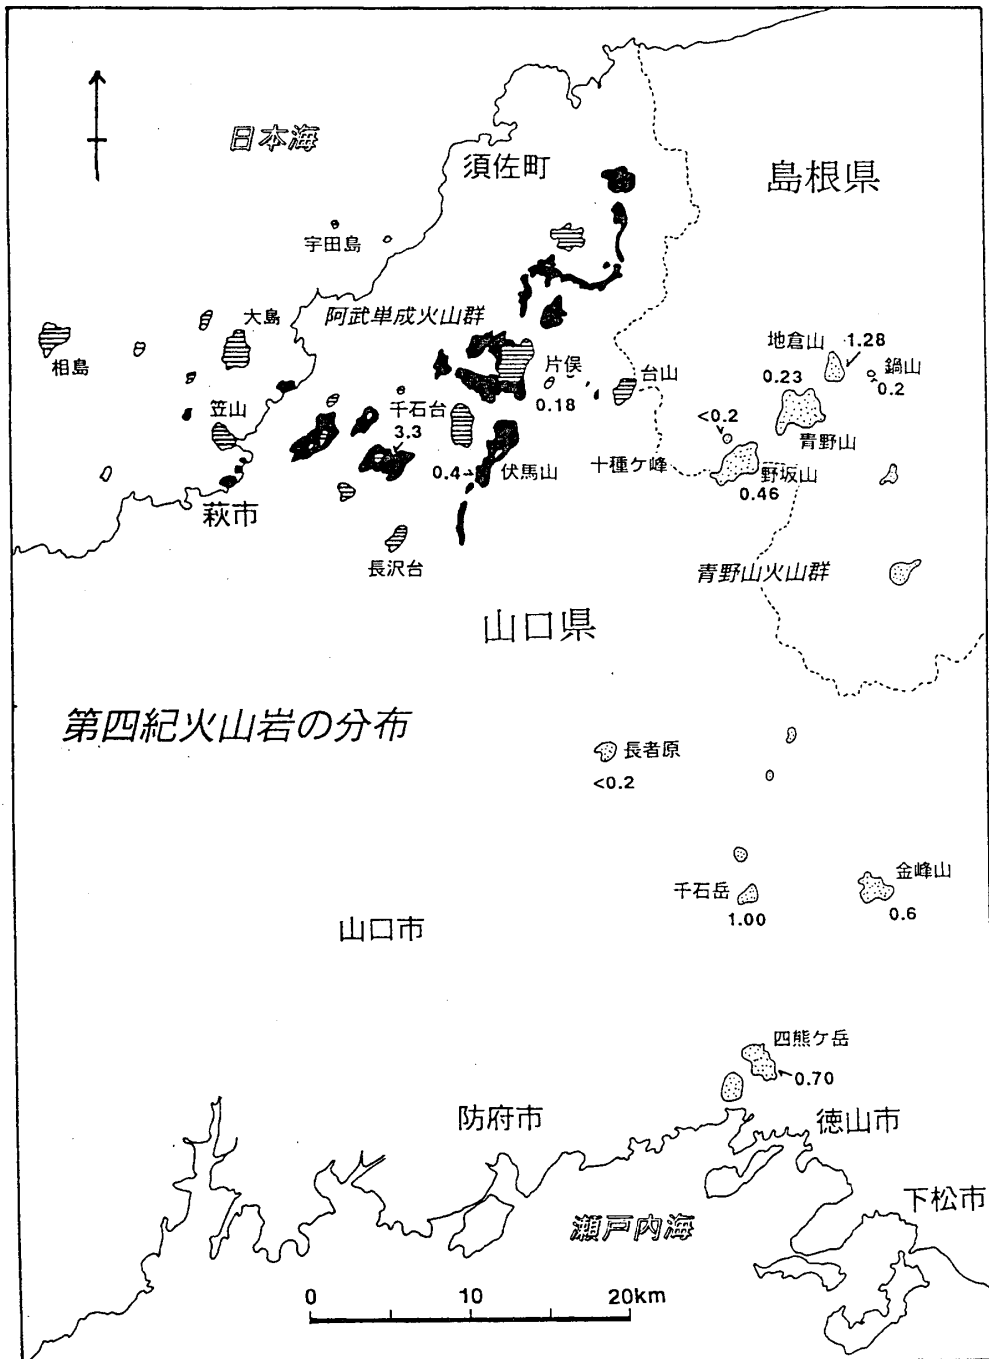 日本海
須佐町
島根県
宇田島
阿武単成火山群
大島
相島
笠山
千石台
3.3
片俣
0.18
台山
地倉山
1.28
鍋山
0.2
0.23
青野山
<0.2
十種ケ峰
野坂山
0.46
0.4
伏馬山
萩市
長沢台
青野山火山群
山口県
第四紀火山岩の分布
長者原
<0.2
千石岳
1.00
金峰山
0.6
山口市
四熊ケ岳
0.70
防府市
徳山市
下松市
瀬戸内海
0 10 20km